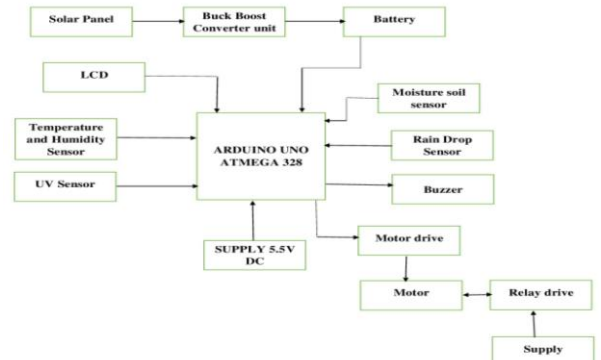 Solar Panel
Buck Boost
Converter unit
Battery
LCD
Moisture soil
sensor
Temperature
and Humidity
Sensor
ARDUINO UNO
ATMEGA 328
Rain Drop
Sensor
UV Sensor
Buzzer
SUPPLY 5.5V
DC
Motor drive
Motor
Relay drive
Supply